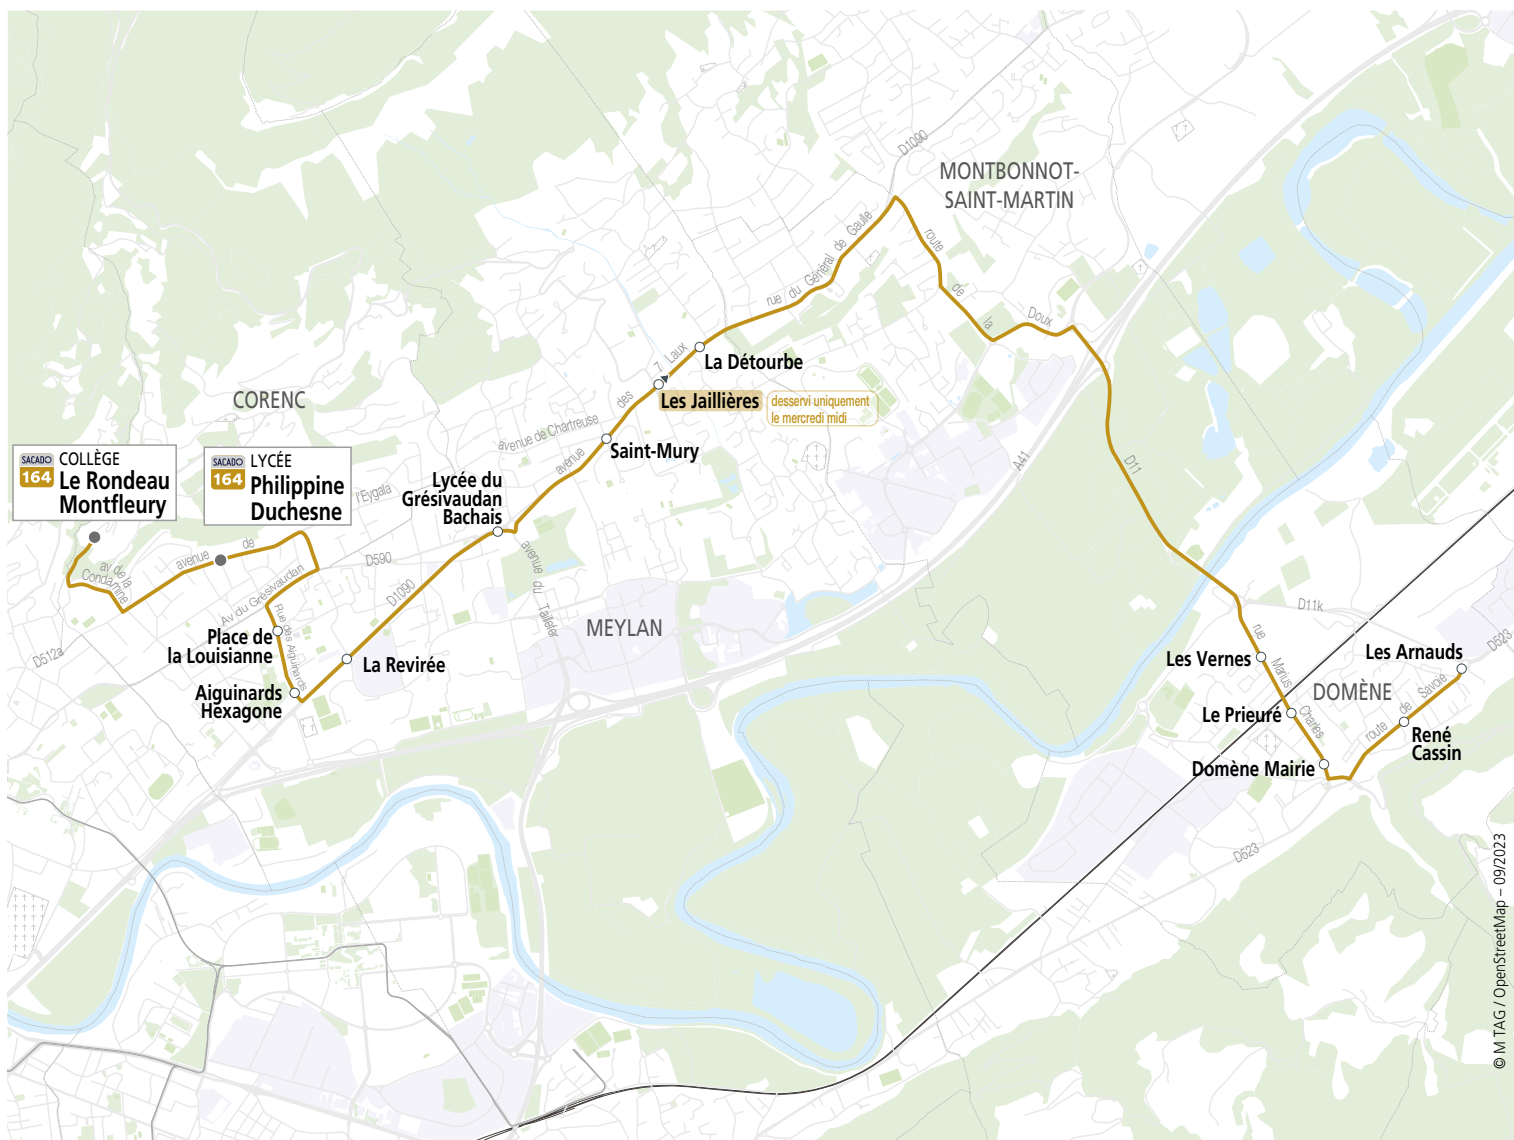 D1090
MONTBONNOT-
SAINT-MARTIN
rue du Général de Gaulle
route de la Doux
7 Laux
La Détourbe
Les Jaillières
desservi uniquement
le mercredi midi
avenue des
avenue de Chartreuse
Saint-Mury
CORENC
SACADO COLLÈGE
164 Le Rondeau
Montfleury
SACADO LYCÉE
164 Philippine
Duchesne
l'Eygala
Lycée du
Grésivaudan
Bachais
A41
D11
avenue de
av de la
Condamine
D590
D1090
Av du Grésivaudan
avenue du Taillefer
Rue des Aiguinards
MEYLAN
D512a
Place de
la Louisianne
La Revirée
Aiguinards
Hexagone
D11k
rue Marius Charles
D523
Les Vernes
Les Arnauds
DOMÈNE
route de Savoie
Le Prieuré
René
Cassin
Domène Mairie
D523
© M TAG / OpenStreetMap – 09/2023